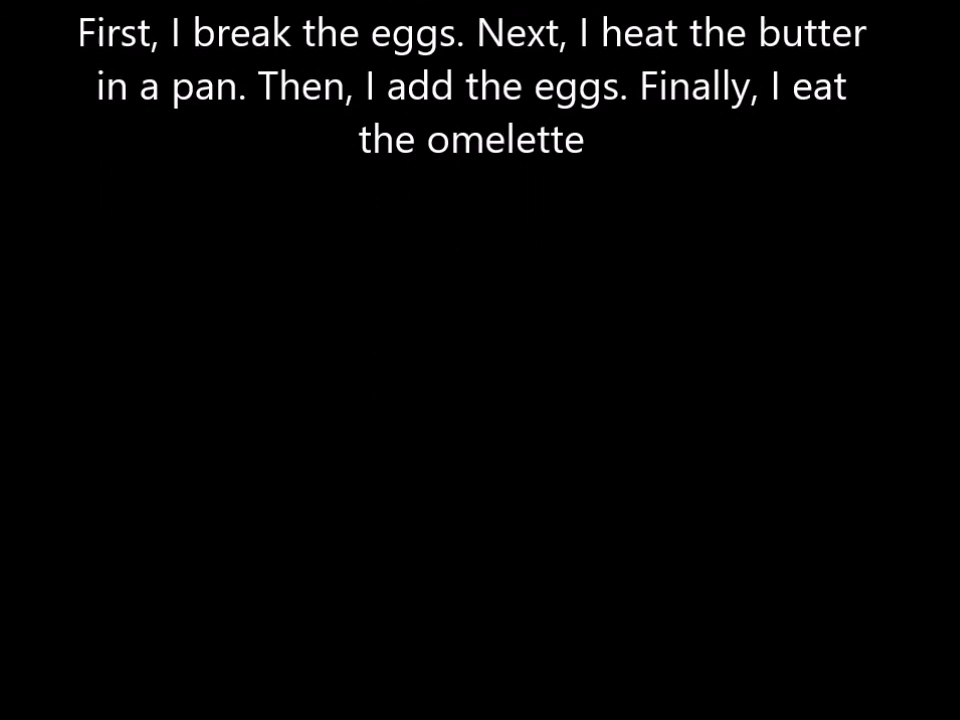 First, I break the eggs. Next, I heat the butter
in a pan. Then, I add the eggs. Finally, I eat
the omelette